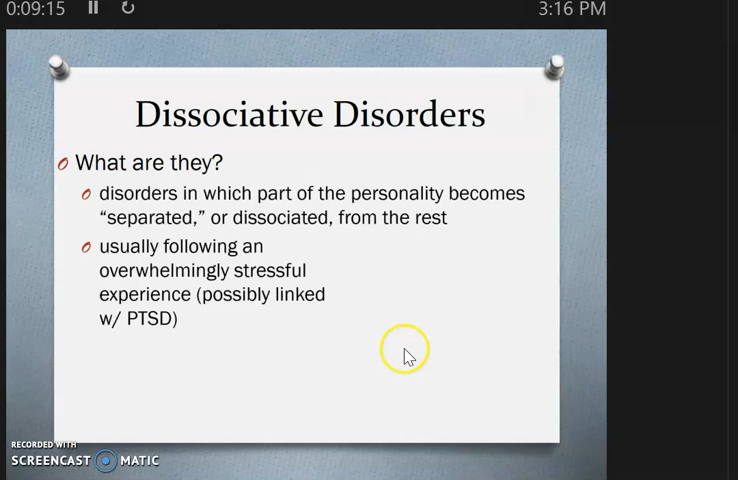 0:09:15 3:16 PM
Dissociative Disorders
What are they?
disorders in which part of the personality becomes
“separated,” or dissociated, from the rest
usually following an
overwhelmingly stressful
experience (possibly linked
w/ PTSD)
RECORDED WITH
SCREENCAST MATIC